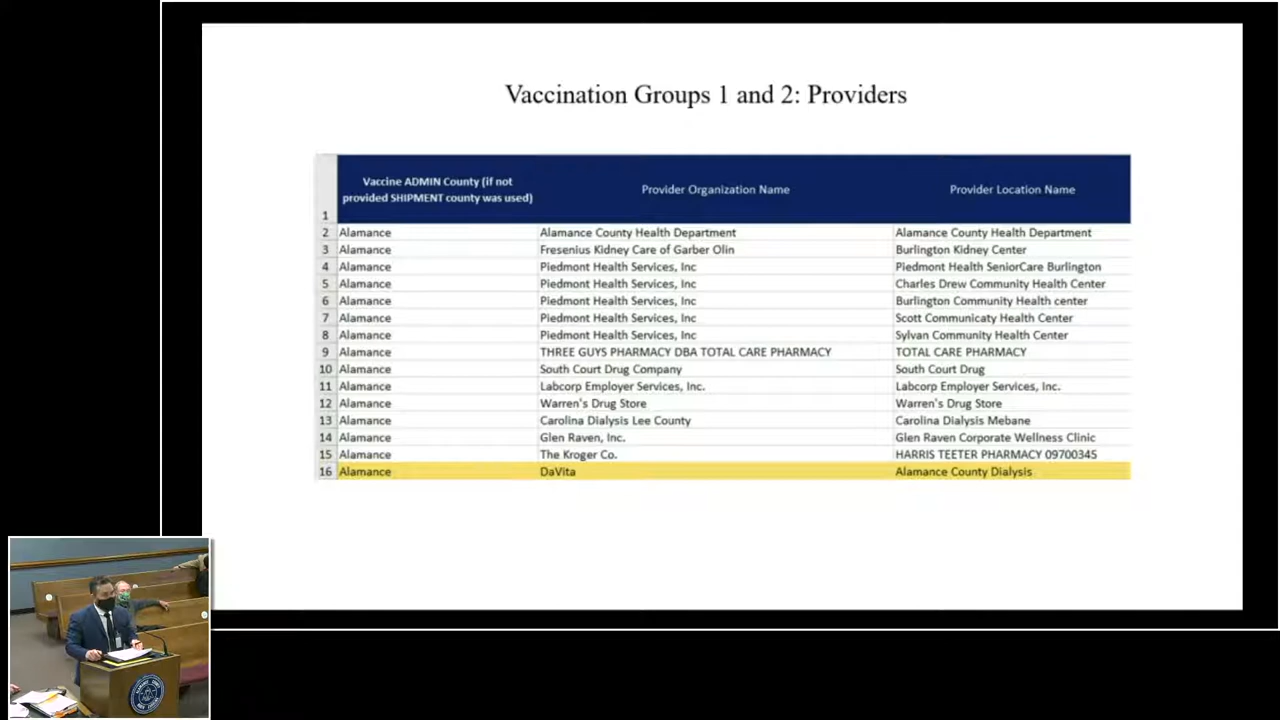 Vaccination Groups 1 and 2: Providers
Vaccine ADMIN County (if not
provided SHIPMENT county was used)
Provider Organization Name
Provider Location Name
1
2 Alamance Alamance County Health Department Alamance County Health Department
3 Alamance Fresenius Kidney Care of Garber Olin Burlington Kidney Center
4 Alamance Piedmont Health Services, Inc Piedmont Health SeniorCare Burlington
5 Alamance Piedmont Health Services, Inc Charles Drew Community Health Center
6 Alamance Piedmont Health Services, Inc Burlington Community Health center
7 Alamance Piedmont Health Services, Inc Scott Communicaty Health Center
8 Alamance Piedmont Health Services, Inc Sylvan Community Health Center
9 Alamance THREE GUYS PHARMACY DBA TOTAL CARE PHARMACY TOTAL CARE PHARMACY
10 Alamance South Court Drug Company South Court Drug
11 Alamance Labcorp Employer Services, Inc. Labcorp Employer Services, Inc.
12 Alamance Warren's Drug Store Warren's Drug Store
13 Alamance Carolina Dialysis Lee County Carolina Dialysis Mebane
14 Alamance Glen Raven, Inc. Glen Raven Corporate Wellness Clinic
15 Alamance The Kroger Co. HARRIS TEETER PHARMACY 09700345
16 Alamance DaVita Alamance County Dialysis